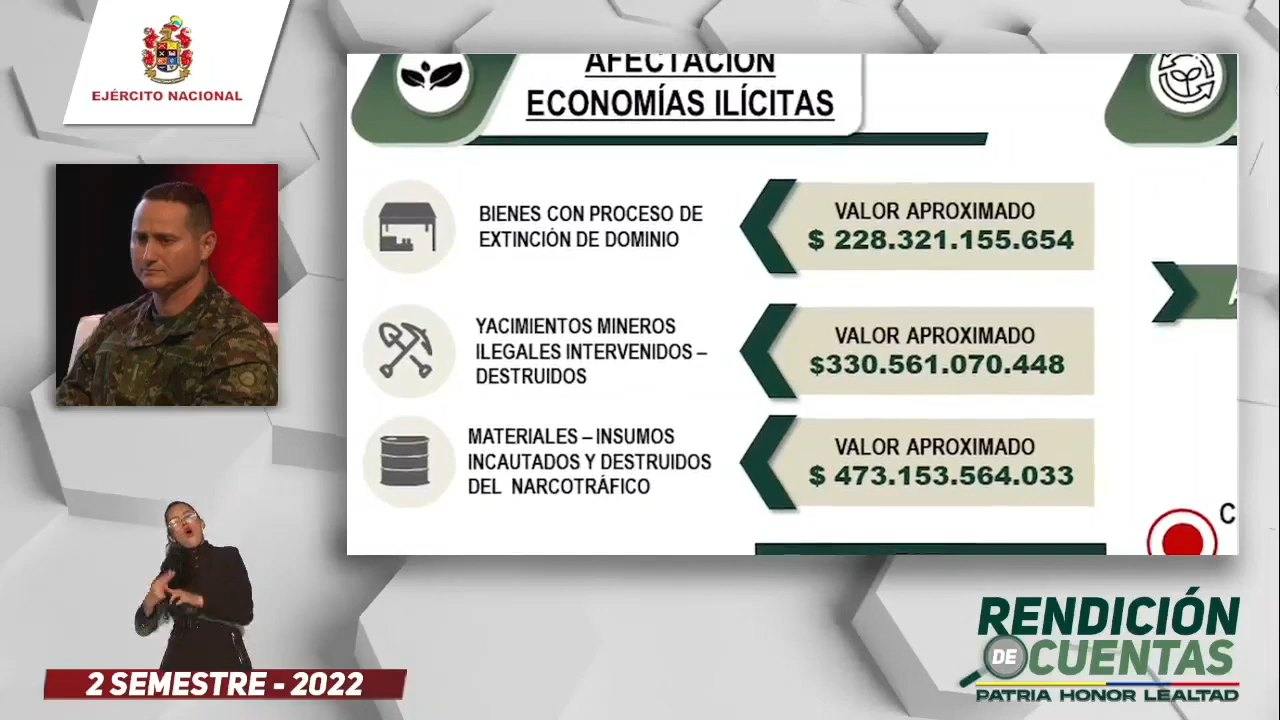 EJÉRCITO NACIONAL
AFECTACIÓN
ECONOMÍAS ILÍCITAS
BIENES CON PROCESO DE
EXTINCIÓN DE DOMINIO
VALOR APROXIMADO
$ 228.321.155.654
YACIMIENTOS MINEROS
ILEGALES INTERVENIDOS –
DESTRUIDOS
VALOR APROXIMADO
$330.561.070.448
MATERIALES – INSUMOS
INCAUTADOS Y DESTRUIDOS
DEL NARCOTRÁFICO
VALOR APROXIMADO
$ 473.153.564.033
C
2 SEMESTRE - 2022
RENDICIÓN
DE CUENTAS
PATRIA HONOR LEALTAD